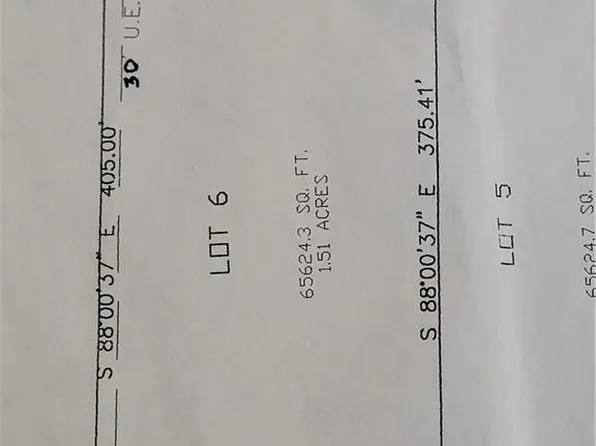 S 88°00'37" E 405.00'
30' U.E.
LOT 6
65624.3 SQ. FT.
1.51 ACRES
S 88°00'37" E 375.41'
LOT 5
65624.7 SQ. FT.